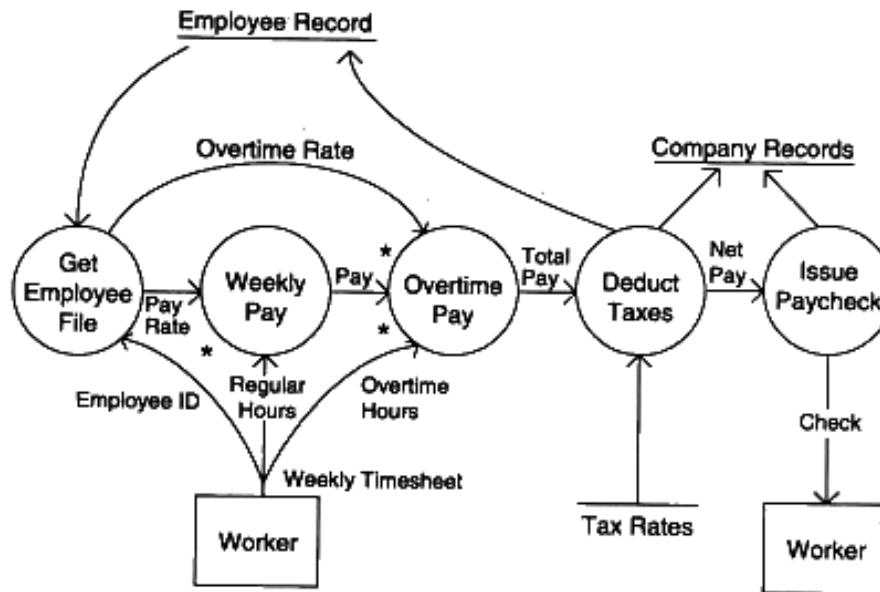 Employee Record
Overtime Rate
Company Records
Get
Employee
File
Pay
Rate
Weekly
Pay
Pay
*
Overtime
Pay
Total
Pay
Deduct
Taxes
Net
Pay
Issue
Paycheck
*
*
Employee ID
Regular
Hours
Overtime
Hours
Check
Weekly Timesheet
Worker
Tax Rates
Worker